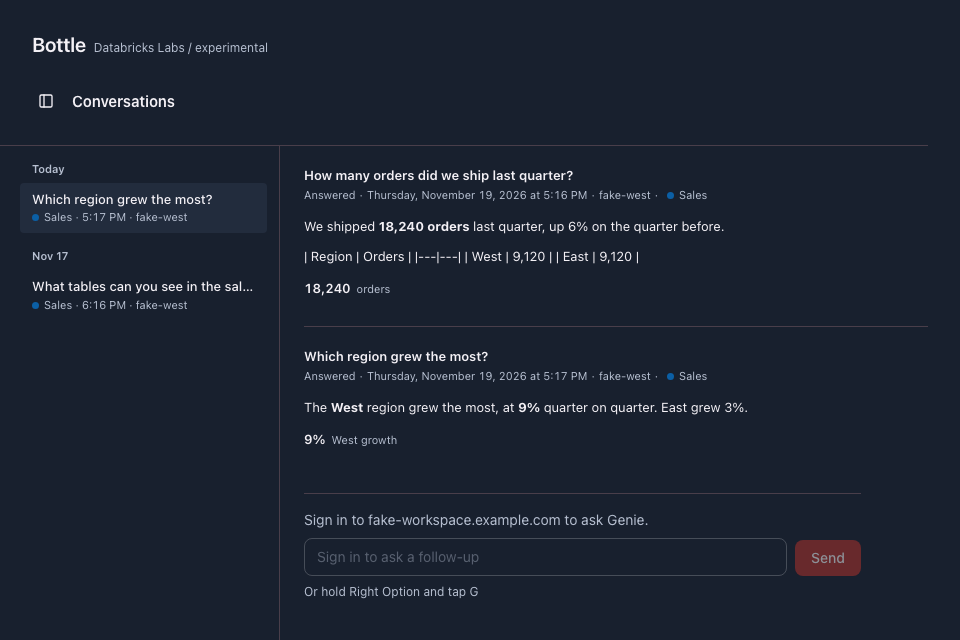 Bottle Databricks Labs / experimental
Conversations
Today
Which region grew the most?
Sales · 5:17 PM · fake-west
Nov 17
What tables can you see in the sal...
Sales · 6:16 PM · fake-west
How many orders did we ship last quarter?
Answered · Thursday, November 19, 2026 at 5:16 PM · fake-west · Sales
We shipped 18,240 orders last quarter, up 6% on the quarter before.
| Region | Orders | |---|---| | West | 9,120 | | East | 9,120 |
18,240 orders
Which region grew the most?
Answered · Thursday, November 19, 2026 at 5:17 PM · fake-west · Sales
The West region grew the most, at 9% quarter on quarter. East grew 3%.
9% West growth
Sign in to fake-workspace.example.com to ask Genie.
Sign in to ask a follow-up
Send
Or hold Right Option and tap G